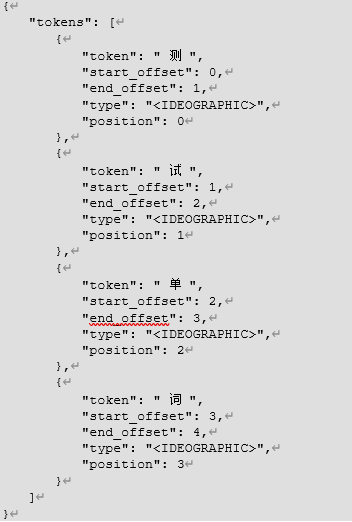 {
    "tokens": [
        {
            "token": " 测 ",
            "start_offset": 0,
            "end_offset": 1,
            "type": "<IDEOGRAPHIC>",
            "position": 0
        },
        {
            "token": " 试 ",
            "start_offset": 1,
            "end_offset": 2,
            "type": "<IDEOGRAPHIC>",
            "position": 1
        },
        {
            "token": " 单 ",
            "start_offset": 2,
            "end_offset": 3,
            "type": "<IDEOGRAPHIC>",
            "position": 2
        },
        {
            "token": " 词 ",
            "start_offset": 3,
            "end_offset": 4,
            "type": "<IDEOGRAPHIC>",
            "position": 3
        }
    ]
}